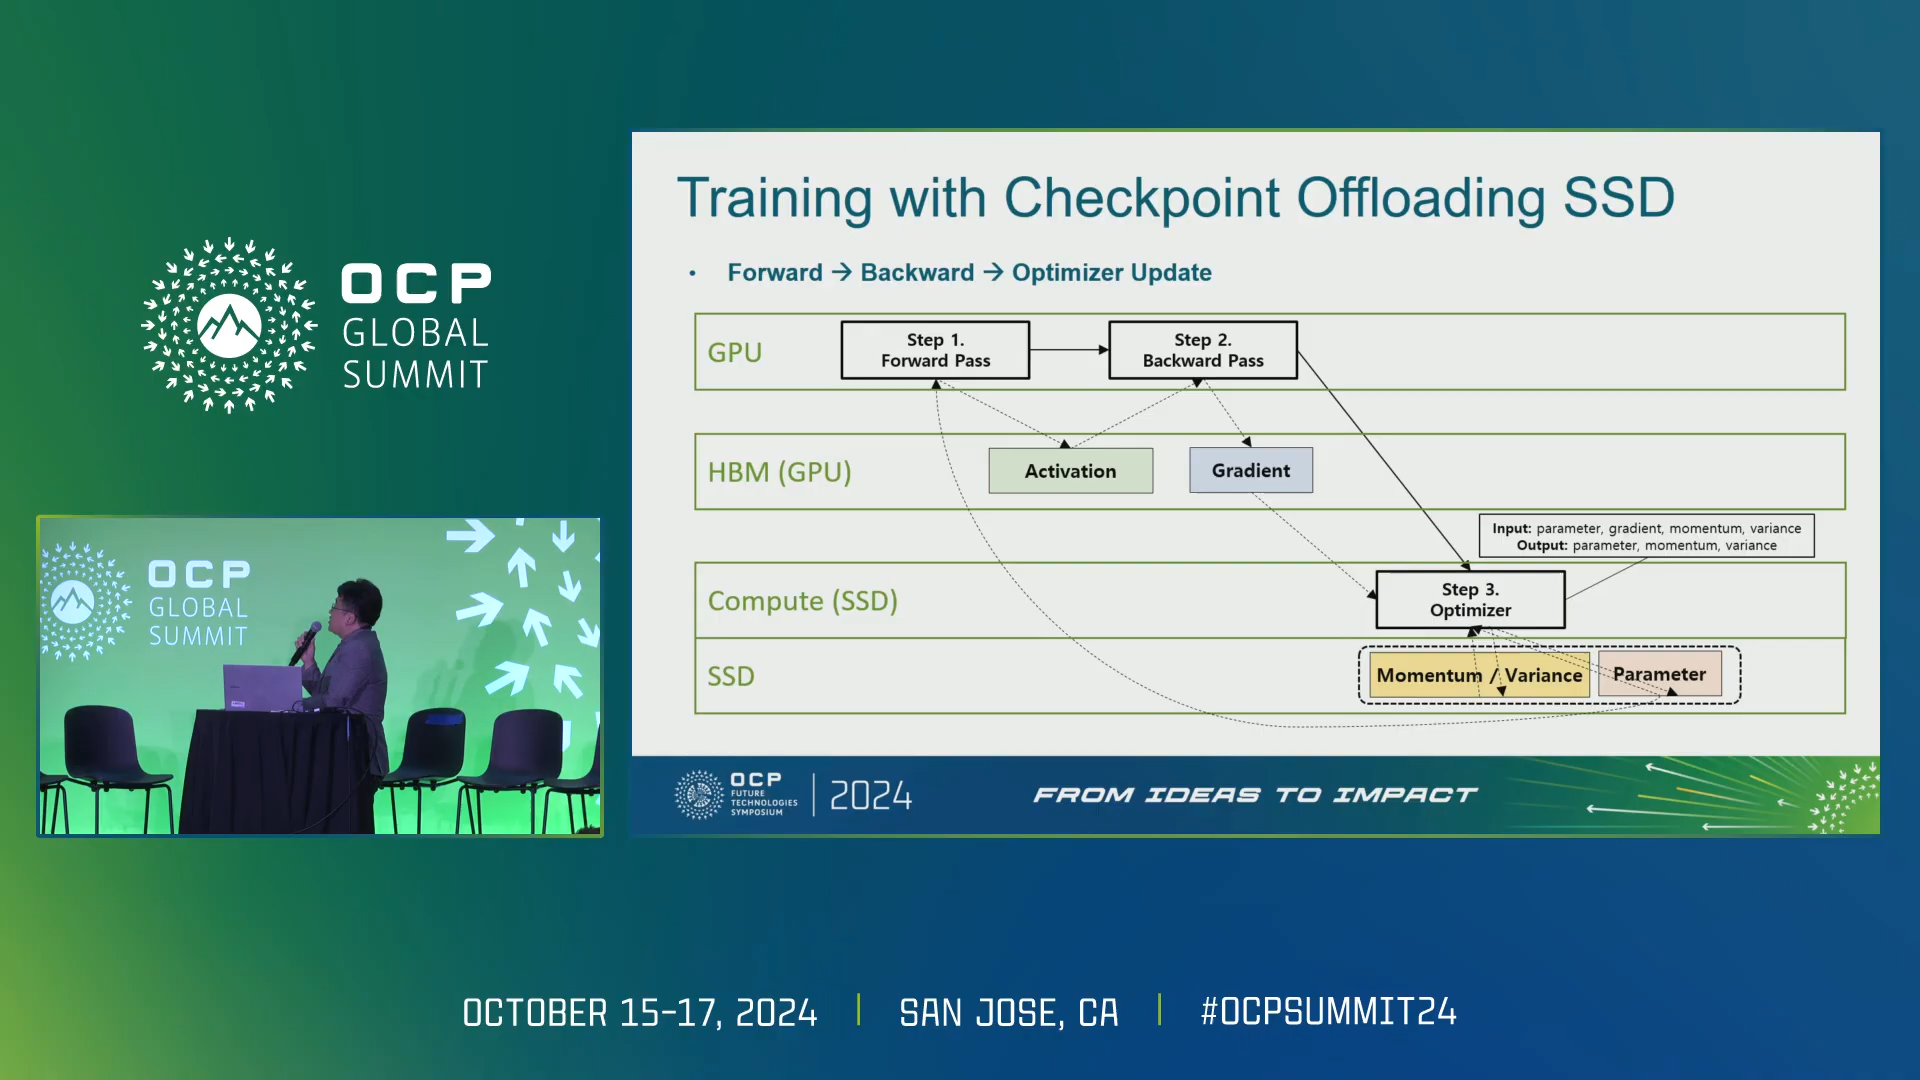 OCP
GLOBAL
SUMMIT
OCP
GLOBAL
SUMMIT
Training with Checkpoint Offloading SSD
• Forward → Backward → Optimizer Update
GPU
Step 1.
Forward Pass
Step 2.
Backward Pass
HBM (GPU)
Activation
Gradient
Input: parameter, gradient, momentum, variance
Output: parameter, momentum, variance
Compute (SSD)
Step 3.
Optimizer
SSD
Momentum / Variance
Parameter
OCP
FUTURE
TECHNOLOGIES
SYMPOSIUM
2024
FROM IDEAS TO IMPACT
OCTOBER 15-17, 2024 | SAN JOSE, CA | #OCPSUMMIT24